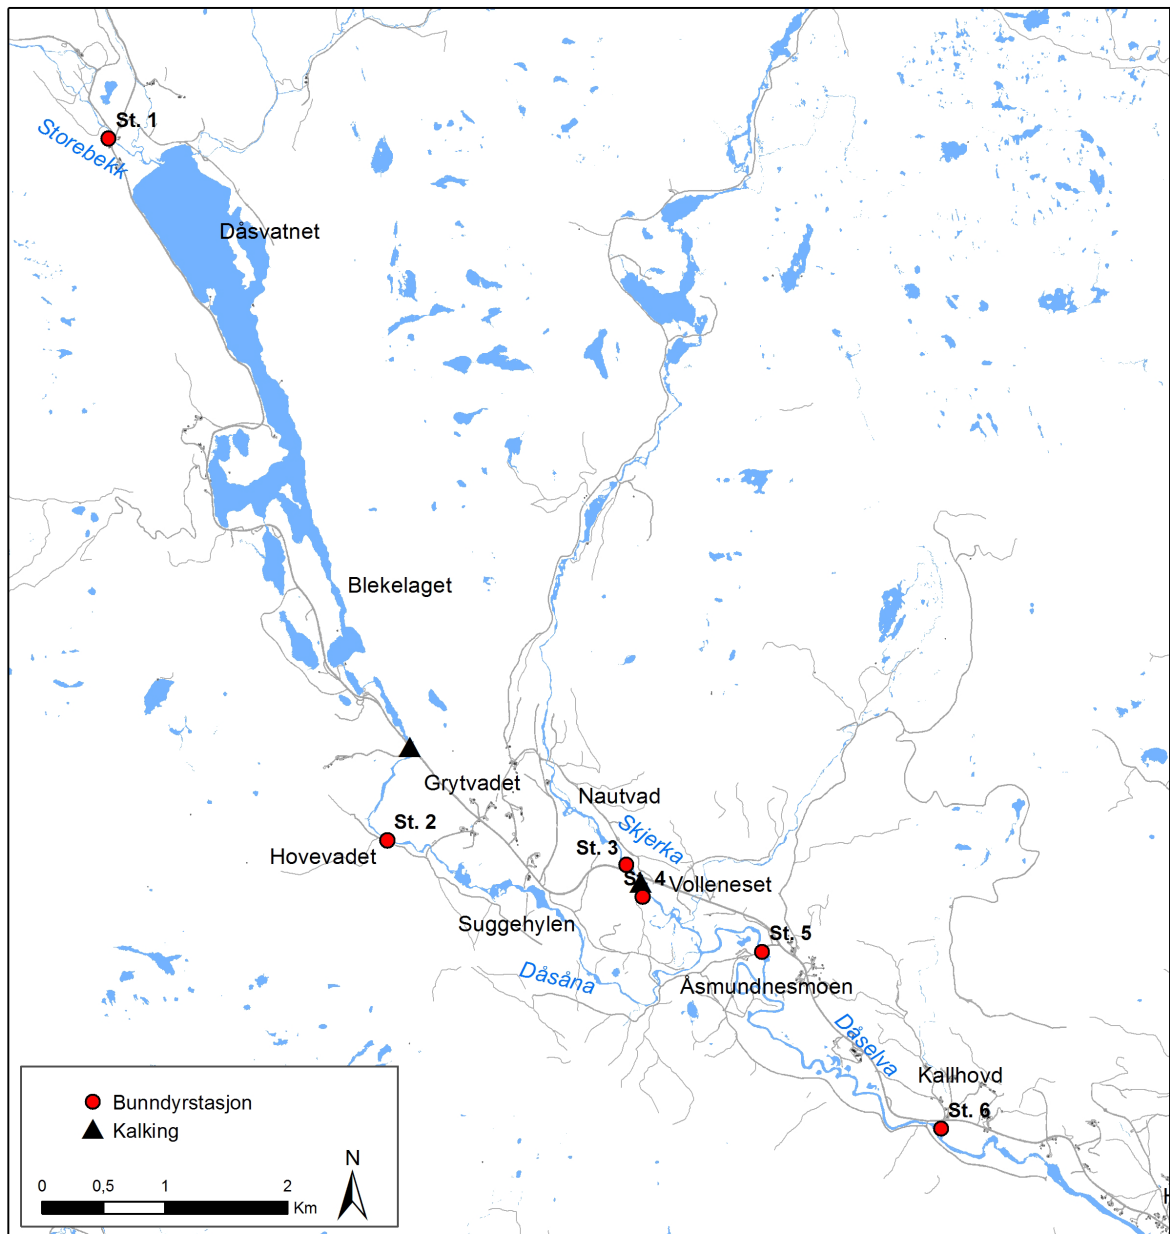 St. 1
Storebekk
Dåsvatnet
Blekelaget
Grytvadet
Nautvad
St. 2
Skjerka
Hovevadet
St. 3
St. 4
Volleneset
Suggehylen
St. 5
Dåsåna
Åsmundnesmoen
Dåselva
Kallhovd
St. 6
Bunndyrstasjon
Kalking
N
0 0,5 1 2
Km
H